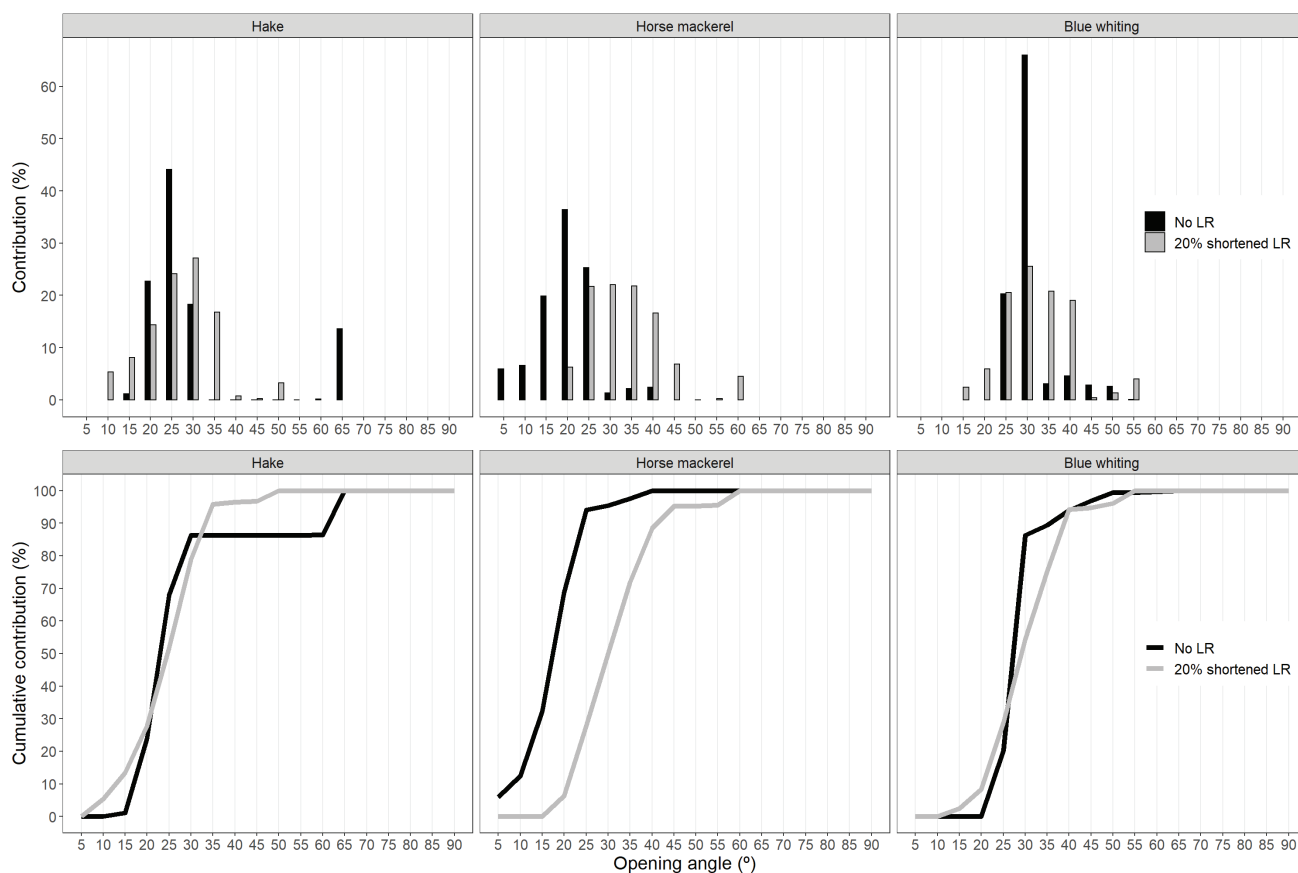 Hake Horse mackerel Blue whiting
Contribution (%)
60
50
40
30
20
10
0
No LR
20% shortened LR
5 10 15 20 25 30 35 40 45 50 55 60 65 70 75 80 85 90 5 10 15 20 25 30 35 40 45 50 55 60 65 70 75 80 85 90 5 10 15 20 25 30 35 40 45 50 55 60 65 70 75 80 85 90
Hake Horse mackerel Blue whiting
Cumulative contribution (%)
100
90
80
70
60
50
40
30
20
10
0
No LR
20% shortened LR
5 10 15 20 25 30 35 40 45 50 55 60 65 70 75 80 85 90 5 10 15 20 25 30 35 40 45 50 55 60 65 70 75 80 85 90 5 10 15 20 25 30 35 40 45 50 55 60 65 70 75 80 85 90
Opening angle (º)